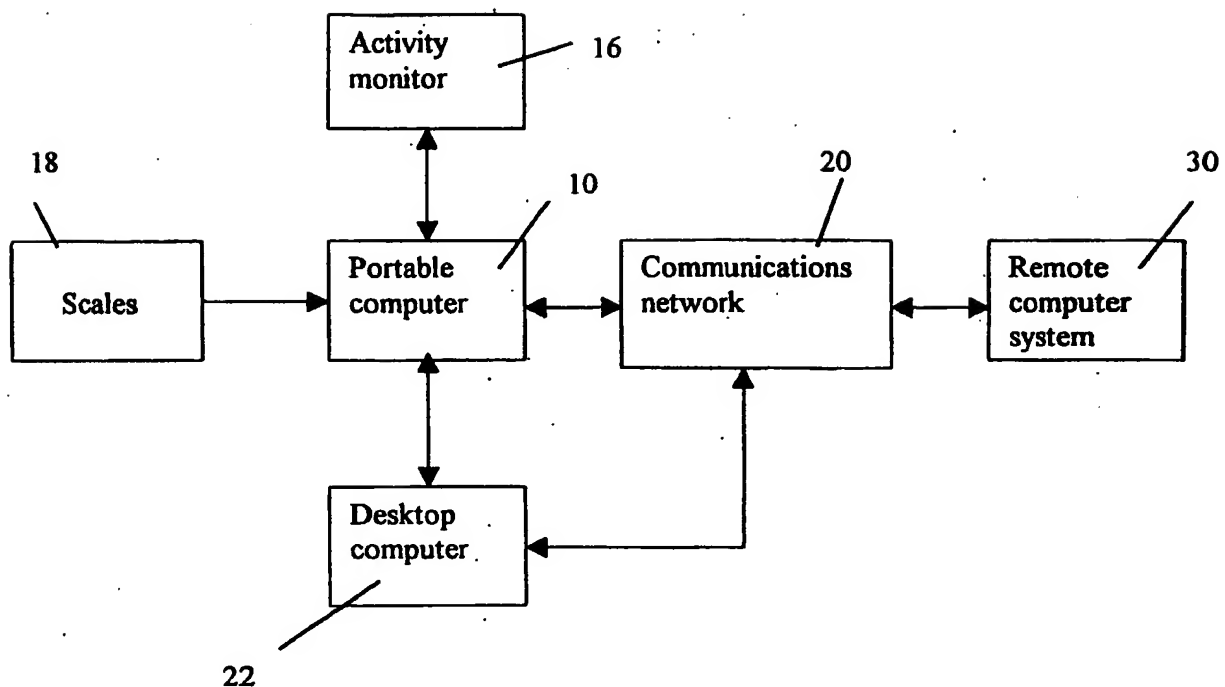 Activity
monitor
16
18
10
20
30
Scales
Portable
computer
Communications
network
Remote
computer
system
Desktop
computer
22